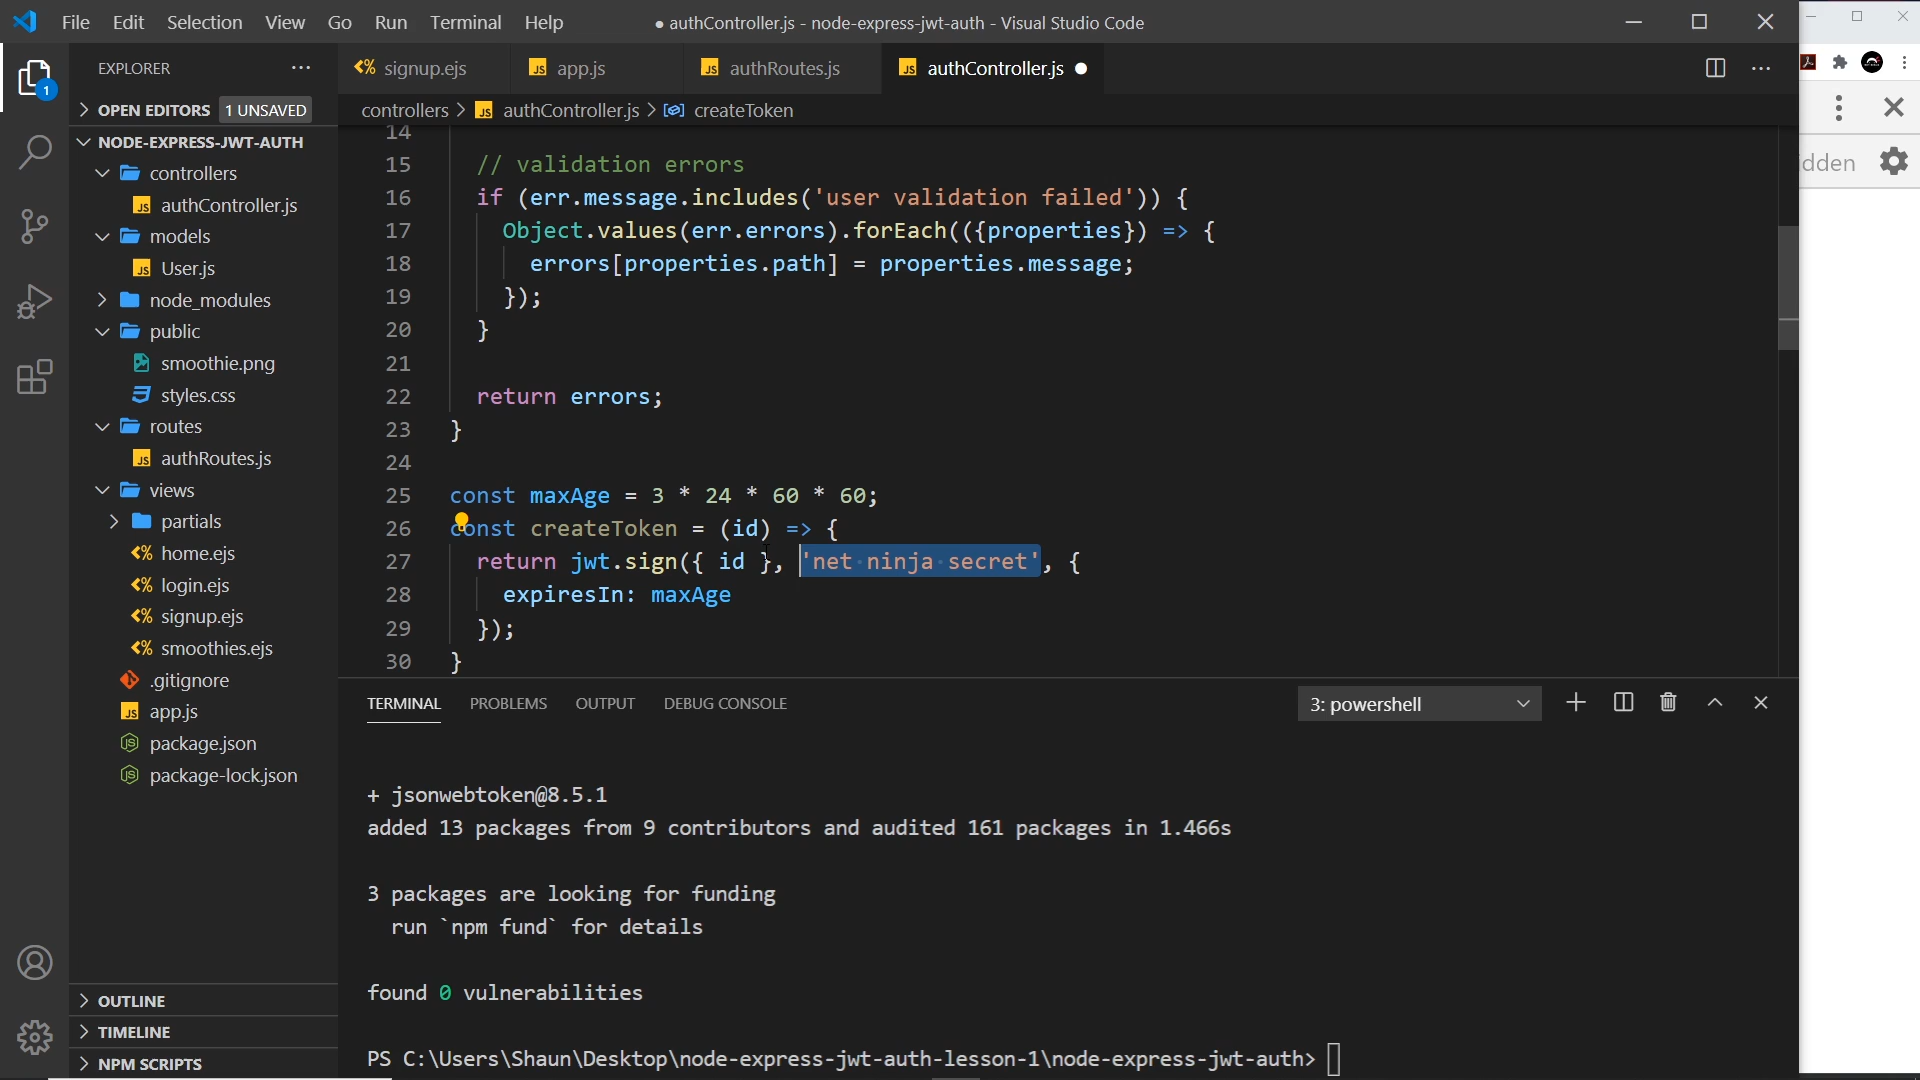 File Edit Selection View Go Run Terminal Help
● authController.js - node-express-jwt-auth - Visual Studio Code
EXPLORER
signup.ejs
app.js
authRoutes.js
authController.js
1
OPEN EDITORS 1 UNSAVED
controllers > authController.js > createToken
NODE-EXPRESS-JWT-AUTH
controllers
authController.js
models
User.js
node_modules
public
smoothie.png
styles.css
routes
authRoutes.js
views
partials
home.ejs
login.ejs
signup.ejs
smoothies.ejs
.gitignore
app.js
package.json
package-lock.json
OUTLINE
TIMELINE
NPM SCRIPTS
14
15 // validation errors
16 if (err.message.includes('user validation failed')) {
17 Object.values(err.errors).forEach(({properties}) => {
18 errors[properties.path] = properties.message;
19 });
20 }
21
22 return errors;
23 }
24
25 const maxAge = 3 * 24 * 60 * 60;
26 const createToken = (id) => {
27 return jwt.sign({ id }, 'net ninja secret', {
28 expiresIn: maxAge
29 });
30 }
TERMINAL PROBLEMS OUTPUT DEBUG CONSOLE
3: powershell
+ jsonwebtoken@8.5.1
added 13 packages from 9 contributors and audited 161 packages in 1.466s
3 packages are looking for funding
run `npm fund` for details
found 0 vulnerabilities
PS C:\Users\Shaun\Desktop\node-express-jwt-auth-lesson-1\node-express-jwt-auth>
dden